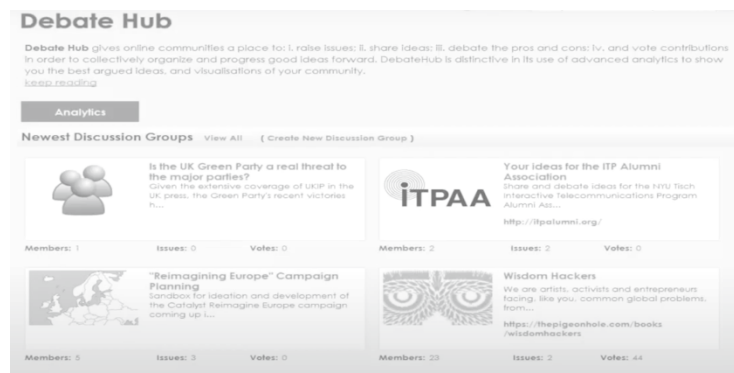 Debate Hub
Debate Hub gives online communities a place to: i. raise issues; ii. share ideas; iii. debate the pros and cons; iv. and vote contributions
in order to collectively organize and progress good ideas forward. DebateHub is distinctive in its use of advanced analytics to show
you the best argued ideas, and visualisations of your community.
keep reading
Analytics
Newest Discussion Groups View All ( Create New Discussion Group )
Is the UK Green Party a real threat to
the major parties?
Given the extensive coverage of UKIP in the
UK press, the Green Party's recent victories
h...
Members: 1 Issues: 0 Votes: 0
iTPAA
Your ideas for the ITP Alumni
Association
Share and debate ideas for the NYU Tisch
Interactive Telecommunications Program
Alumni Ass...
http://itpalumni.org/
Members: 2 Issues: 2 Votes: 0
"Reimagining Europe" Campaign
Planning
Sandbox for ideation and development of
the Catalyst Reimagine Europe campaign
coming up i...
Members: 5 Issues: 3 Votes: 0
Wisdom Hackers
We are artists, activists and entrepreneurs
facing, like you, common global problems,
from...
https://thepigeonhole.com/books
/wisdomhackers
Members: 23 Issues: 2 Votes: 44